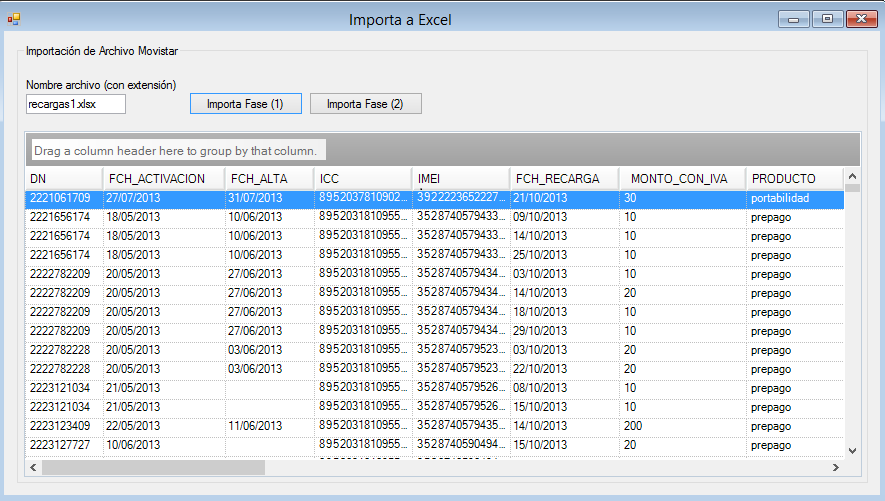 Importa a Excel
Importación de Archivo Movistar
Nombre archivo (con extensión)
recargas1.xlsx Importa Fase (1) Importa Fase (2)
Drag a column header here to group by that column.
DN FCH_ACTIVACION FCH_ALTA ICC IMEI FCH_RECARGA MONTO_CON_IVA PRODUCTO
2221061709 27/07/2013 31/07/2013 8952037810902... 3922223652227... 21/10/2013 30 portabilidad
2221656174 18/05/2013 10/06/2013 8952031810955... 3528740579433... 09/10/2013 10 prepago
2221656174 18/05/2013 10/06/2013 8952031810955... 3528740579433... 14/10/2013 10 prepago
2221656174 18/05/2013 10/06/2013 8952031810955... 3528740579433... 25/10/2013 10 prepago
2222782209 20/05/2013 27/06/2013 8952031810955... 3528740579434... 03/10/2013 10 prepago
2222782209 20/05/2013 27/06/2013 8952031810955... 3528740579434... 14/10/2013 20 prepago
2222782209 20/05/2013 27/06/2013 8952031810955... 3528740579434... 18/10/2013 10 prepago
2222782209 20/05/2013 27/06/2013 8952031810955... 3528740579434... 29/10/2013 10 prepago
2222782228 20/05/2013 03/06/2013 8952031810955... 3528740579523... 03/10/2013 20 prepago
2222782228 20/05/2013 03/06/2013 8952031810955... 3528740579523... 22/10/2013 20 prepago
2223121034 21/05/2013 8952031810955... 3528740579526... 08/10/2013 10 prepago
2223121034 21/05/2013 8952031810955... 3528740579526... 15/10/2013 10 prepago
2223123409 22/05/2013 11/06/2013 8952031810955... 3528740579435... 14/10/2013 200 prepago
2223127727 10/06/2013 8952031810955... 3528740590494... 15/10/2013 20 prepago